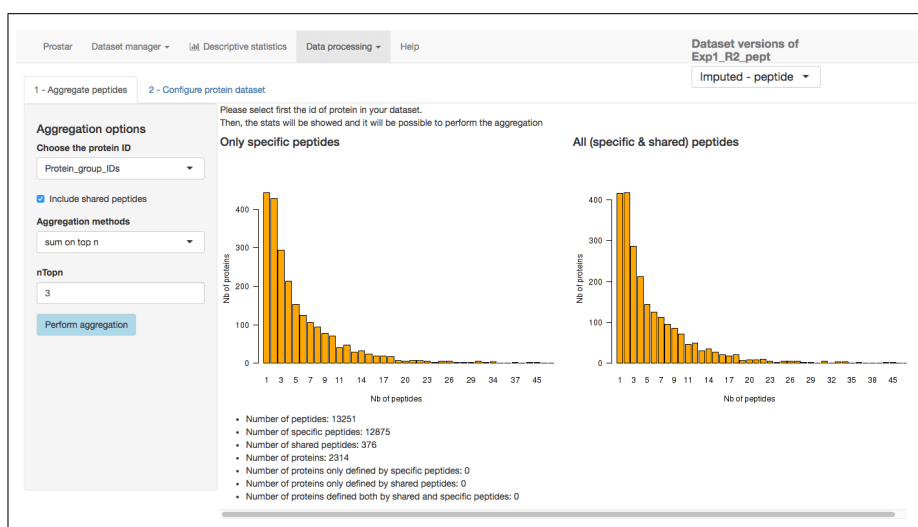 Prostar Dataset manager Descriptive statistics Data processing Help
Dataset versions of
Exp1_R2_pept
Imputed - peptide
1 - Aggregate peptides 2 - Configure protein dataset
Aggregation options
Choose the protein ID
Protein_group_IDs
Include shared peptides
Aggregation methods
sum on top n
nTopn
3
Perform aggregation
Please select first the id of protein in your dataset.
Then, the stats will be showed and it will be possible to perform the aggregation
Only specific peptides
Nb of proteins
400
300
200
100
0
1 3 5 7 9 11 14 17 20 23 26 29 34 37 45
Nb of peptides
All (specific & shared) peptides
Nb of proteins
400
300
200
100
0
1 3 5 7 9 11 14 17 20 23 26 29 32 35 38 45
Nb of peptides
• Number of peptides: 13251
• Number of specific peptides: 12875
• Number of shared peptides: 376
• Number of proteins: 2314
• Number of proteins only defined by specific peptides: 0
• Number of proteins only defined by shared peptides: 0
• Number of proteins defined both by shared and specific peptides: 0